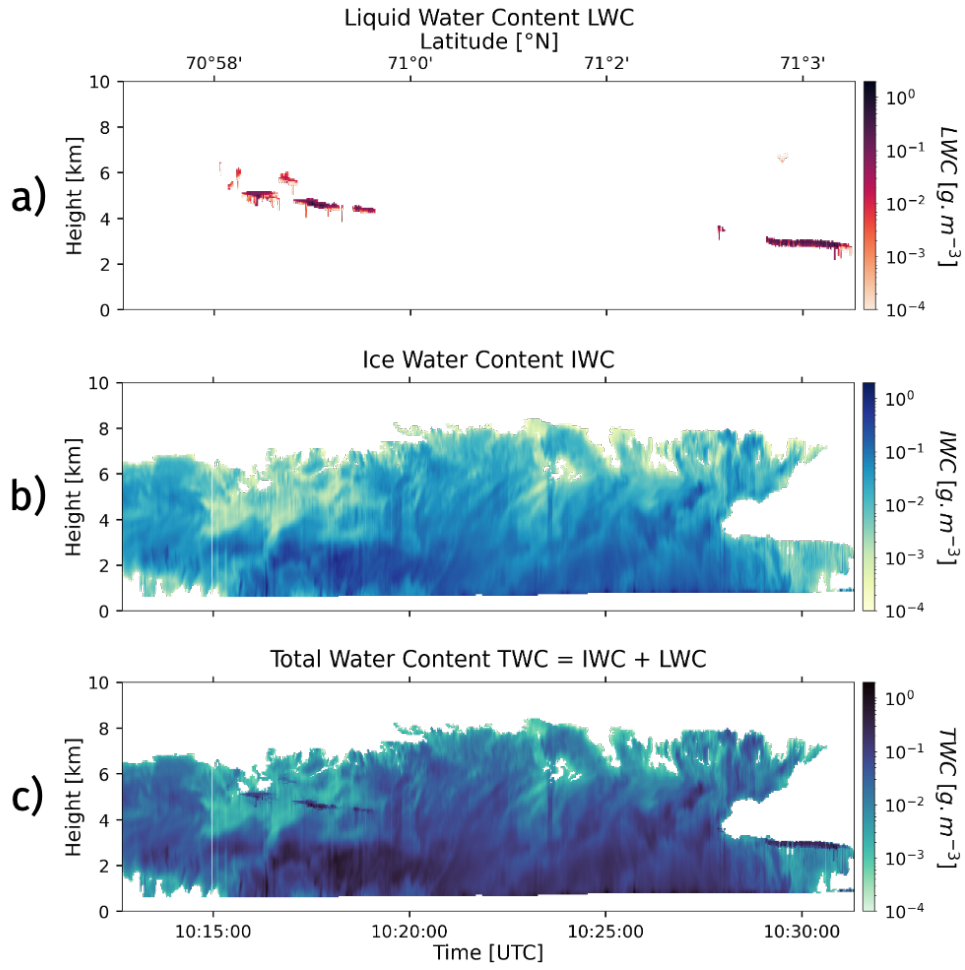 Liquid Water Content LWC
Latitude [°N]
70°58' 71°0' 71°2' 71°3'
a)
Height [km]
10
8
6
4
2
0
10⁰
10⁻¹
10⁻²
10⁻³
10⁻⁴
LWC [g.m⁻³]
Ice Water Content IWC
b)
Height [km]
10
8
6
4
2
0
10⁰
10⁻¹
10⁻²
10⁻³
10⁻⁴
IWC [g.m⁻³]
Total Water Content TWC = IWC + LWC
c)
Height [km]
10
8
6
4
2
0
10⁰
10⁻¹
10⁻²
10⁻³
10⁻⁴
TWC [g.m⁻³]
10:15:00 10:20:00 10:25:00 10:30:00
Time [UTC]